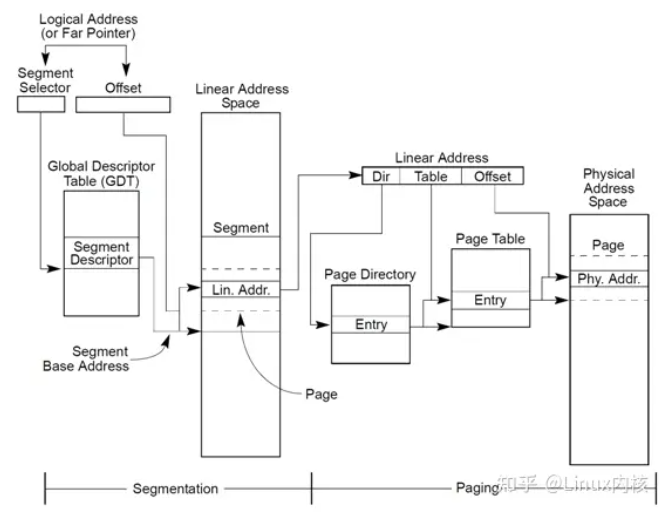 Logical Address
(or Far Pointer)
Segment
Selector
Offset
Linear Address
Space
Global Descriptor
Table (GDT)
Segment
Descriptor
Segment
Base Address
Segment
Lin. Addr.
Page
Linear Address
Dir Table Offset
Page Directory
Entry
Page Table
Entry
Physical
Address
Space
Page
Phy. Addr.
Segmentation
Paging
知乎 @Linux内核